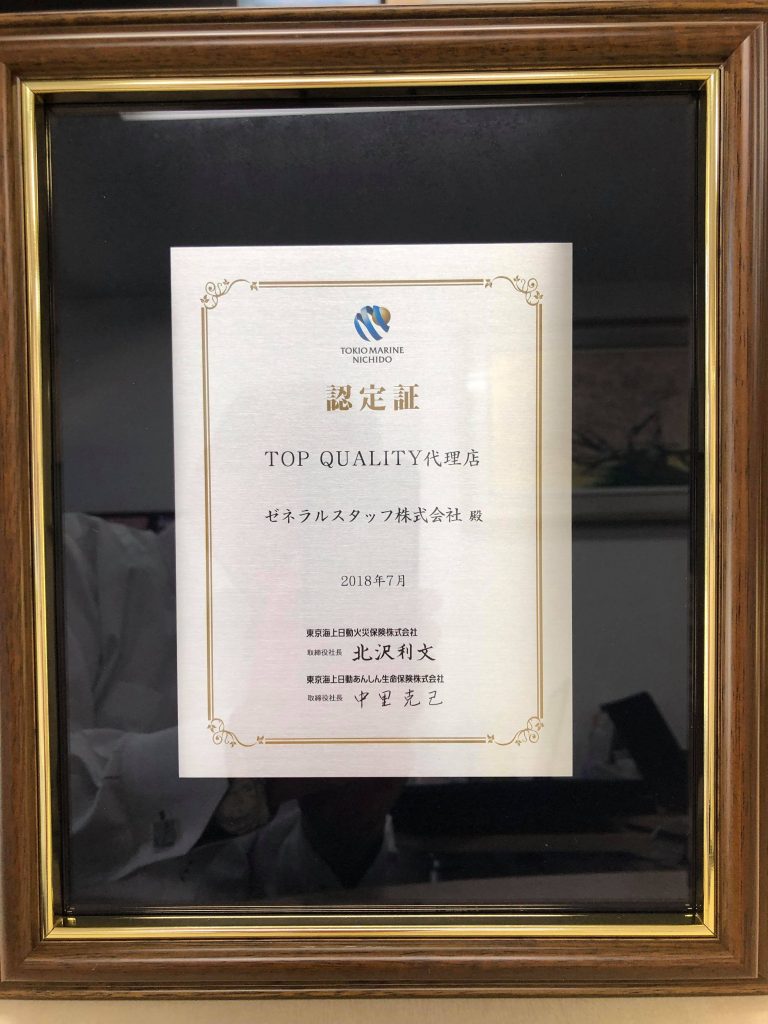 TOKIO MARINE
NICHIDO
認定証
TOP QUALITY代理店
ゼネラルスタッフ株式会社 殿
2018年7月
東京海上日動火災保険株式会社
取締役社長 北沢利文
東京海上日動あんしん生命保険株式会社
取締役社長 中里克己